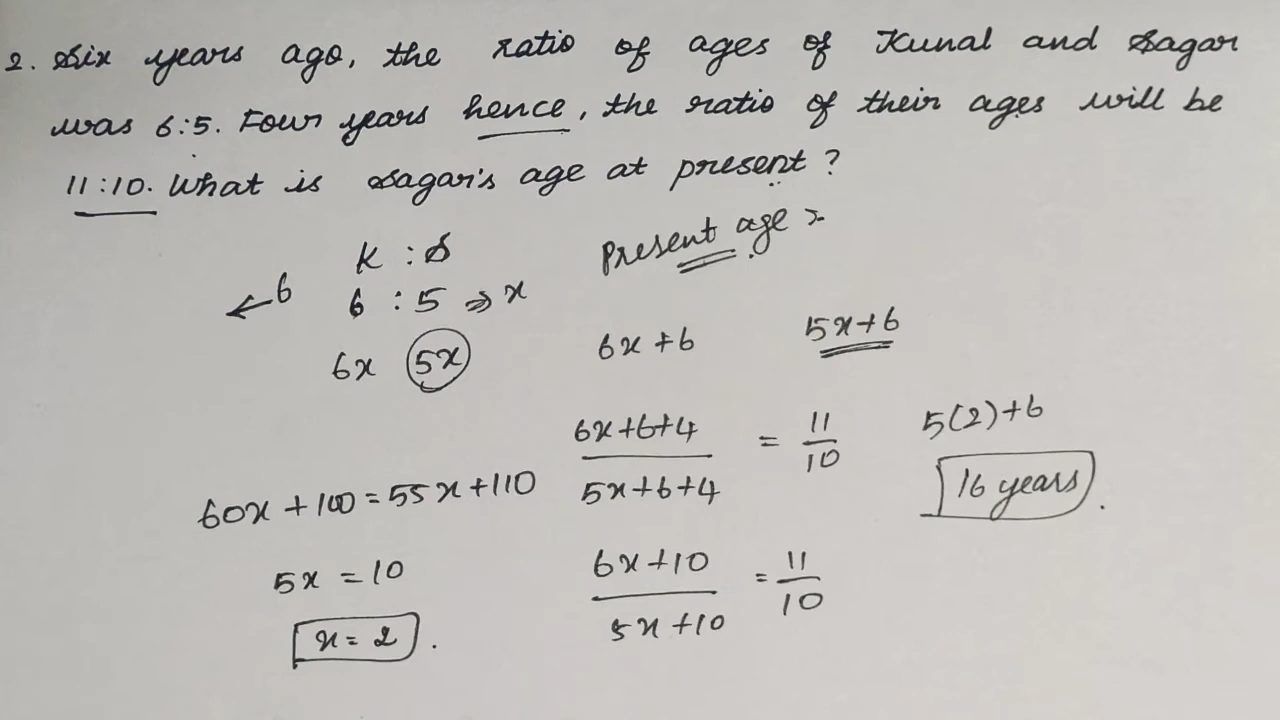 2. Six years ago, the ratio of ages of Kunal and Sagar
was 6:5. Four years hence, the ratio of their ages will be
11:10. What is Sagar's age at present?
K : S
6
6 : 5 ⇒ x
6x 5x
Present age
6x+6
5x+6
6x+6+4
5x+6+4
= 11
10
5(2)+6
16 years.
60x+100=55x+110
5x = 10
x = 2.
6x+10
5x+10
= 11
10